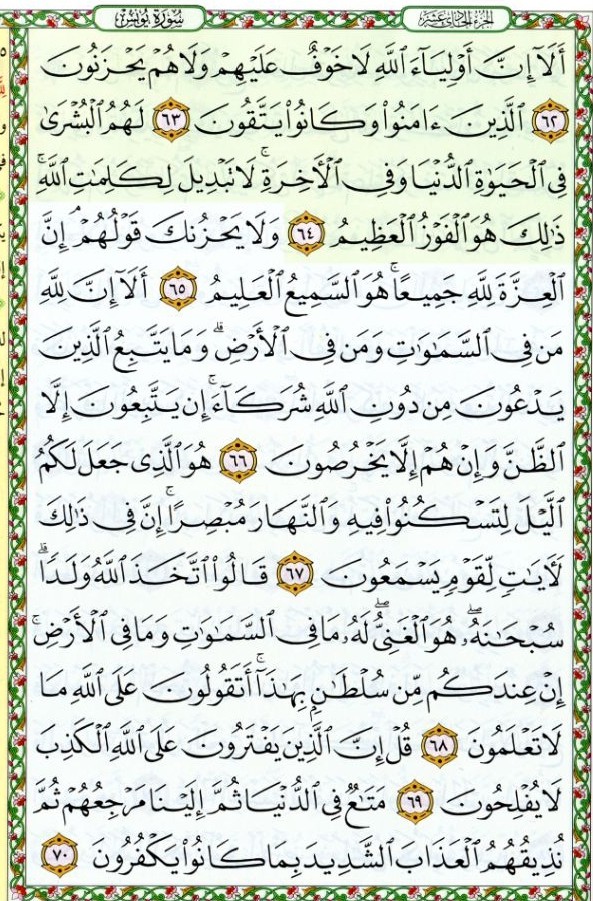 سُورَةُ يُونُسَ الجزء الحادي عشر
أَلَآ إِنَّ أَوْلِيَآءَ ٱللَّهِ لَا خَوْفٌ عَلَيْهِمْ وَلَا هُمْ يَحْزَنُونَ
٦٢ ٱلَّذِينَ ءَامَنُوا۟ وَكَانُوا۟ يَتَّقُونَ ٦٣ لَهُمُ ٱلْبُشْرَىٰ
فِى ٱلْحَيَوٰةِ ٱلدُّنْيَا وَفِى ٱلْءَاخِرَةِ ۚ لَا تَبْدِيلَ لِكَلِمَٰتِ ٱللَّهِ ۚ
ذَٰلِكَ هُوَ ٱلْفَوْزُ ٱلْعَظِيمُ ٦٤ وَلَا يَحْزُنكَ قَوْلُهُمْ ۘ إِنَّ
ٱلْعِزَّةَ لِلَّهِ جَمِيعًا ۚ هُوَ ٱلسَّمِيعُ ٱلْعَلِيمُ ٦٥ أَلَآ إِنَّ لِلَّهِ
مَن فِى ٱلسَّمَٰوَٰتِ وَمَن فِى ٱلْأَرْضِ ۗ وَمَا يَتَّبِعُ ٱلَّذِينَ
يَدْعُونَ مِن دُونِ ٱللَّهِ شُرَكَآءَ ۚ إِن يَتَّبِعُونَ إِلَّا
ٱلظَّنَّ وَإِنْ هُمْ إِلَّا يَخْرُصُونَ ٦٦ هُوَ ٱلَّذِى جَعَلَ لَكُمُ
ٱلَّيْلَ لِتَسْكُنُوا۟ فِيهِ وَٱلنَّهَارَ مُبْصِرًا ۚ إِنَّ فِى ذَٰلِكَ
لَءَايَٰتٍ لِّقَوْمٍ يَسْمَعُونَ ٦٧ قَالُوا۟ ٱتَّخَذَ ٱللَّهُ وَلَدًا ۗ
سُبْحَٰنَهُۥ ۖ هُوَ ٱلْغَنِىُّ ۖ لَهُۥ مَا فِى ٱلسَّمَٰوَٰتِ وَمَا فِى ٱلْأَرْضِ ۚ
إِنْ عِندَكُم مِّن سُلْطَٰنٍۭ بِهَٰذَآ ۚ أَتَقُولُونَ عَلَى ٱللَّهِ مَا
لَا تَعْلَمُونَ ٦٨ قُلْ إِنَّ ٱلَّذِينَ يَفْتَرُونَ عَلَى ٱللَّهِ ٱلْكَذِبَ
لَا يُفْلِحُونَ ٦٩ مَتَٰعٌ فِى ٱلدُّنْيَا ثُمَّ إِلَيْنَا مَرْجِعُهُمْ ثُمَّ
نُذِيقُهُمُ ٱلْعَذَابَ ٱلشَّدِيدَ بِمَا كَانُوا۟ يَكْفُرُونَ ٧٠